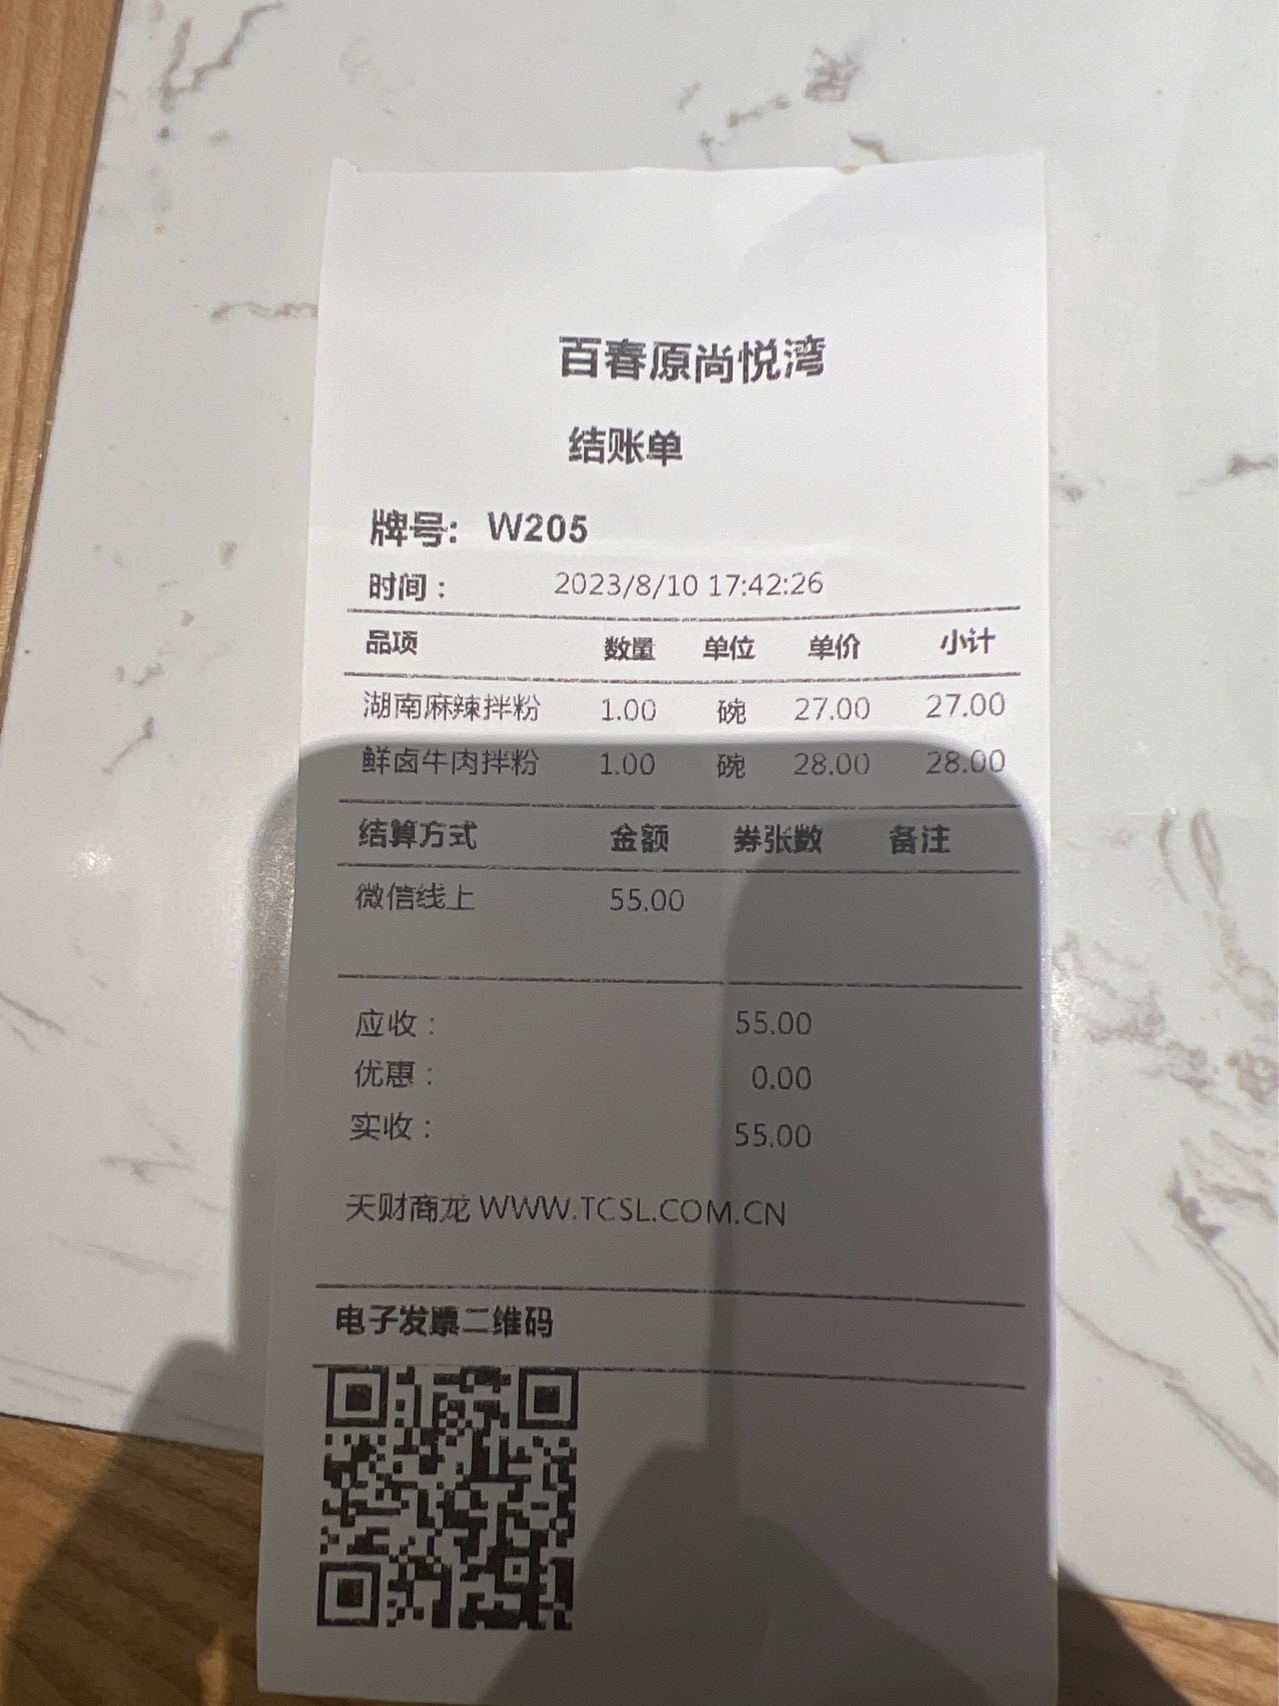 百春原尚悦湾
结账单
牌号: W205
时间： 2023/8/10 17:42:26
品项 数量 单位 单价 小计
湖南麻辣拌粉 1.00 碗 27.00 27.00
鲜卤牛肉拌粉 1.00 碗 28.00 28.00
结算方式 金额 券张数 备注
微信线上 55.00
应收： 55.00
优惠： 0.00
实收： 55.00
天财商龙 WWW.TCSL.COM.CN
电子发票二维码